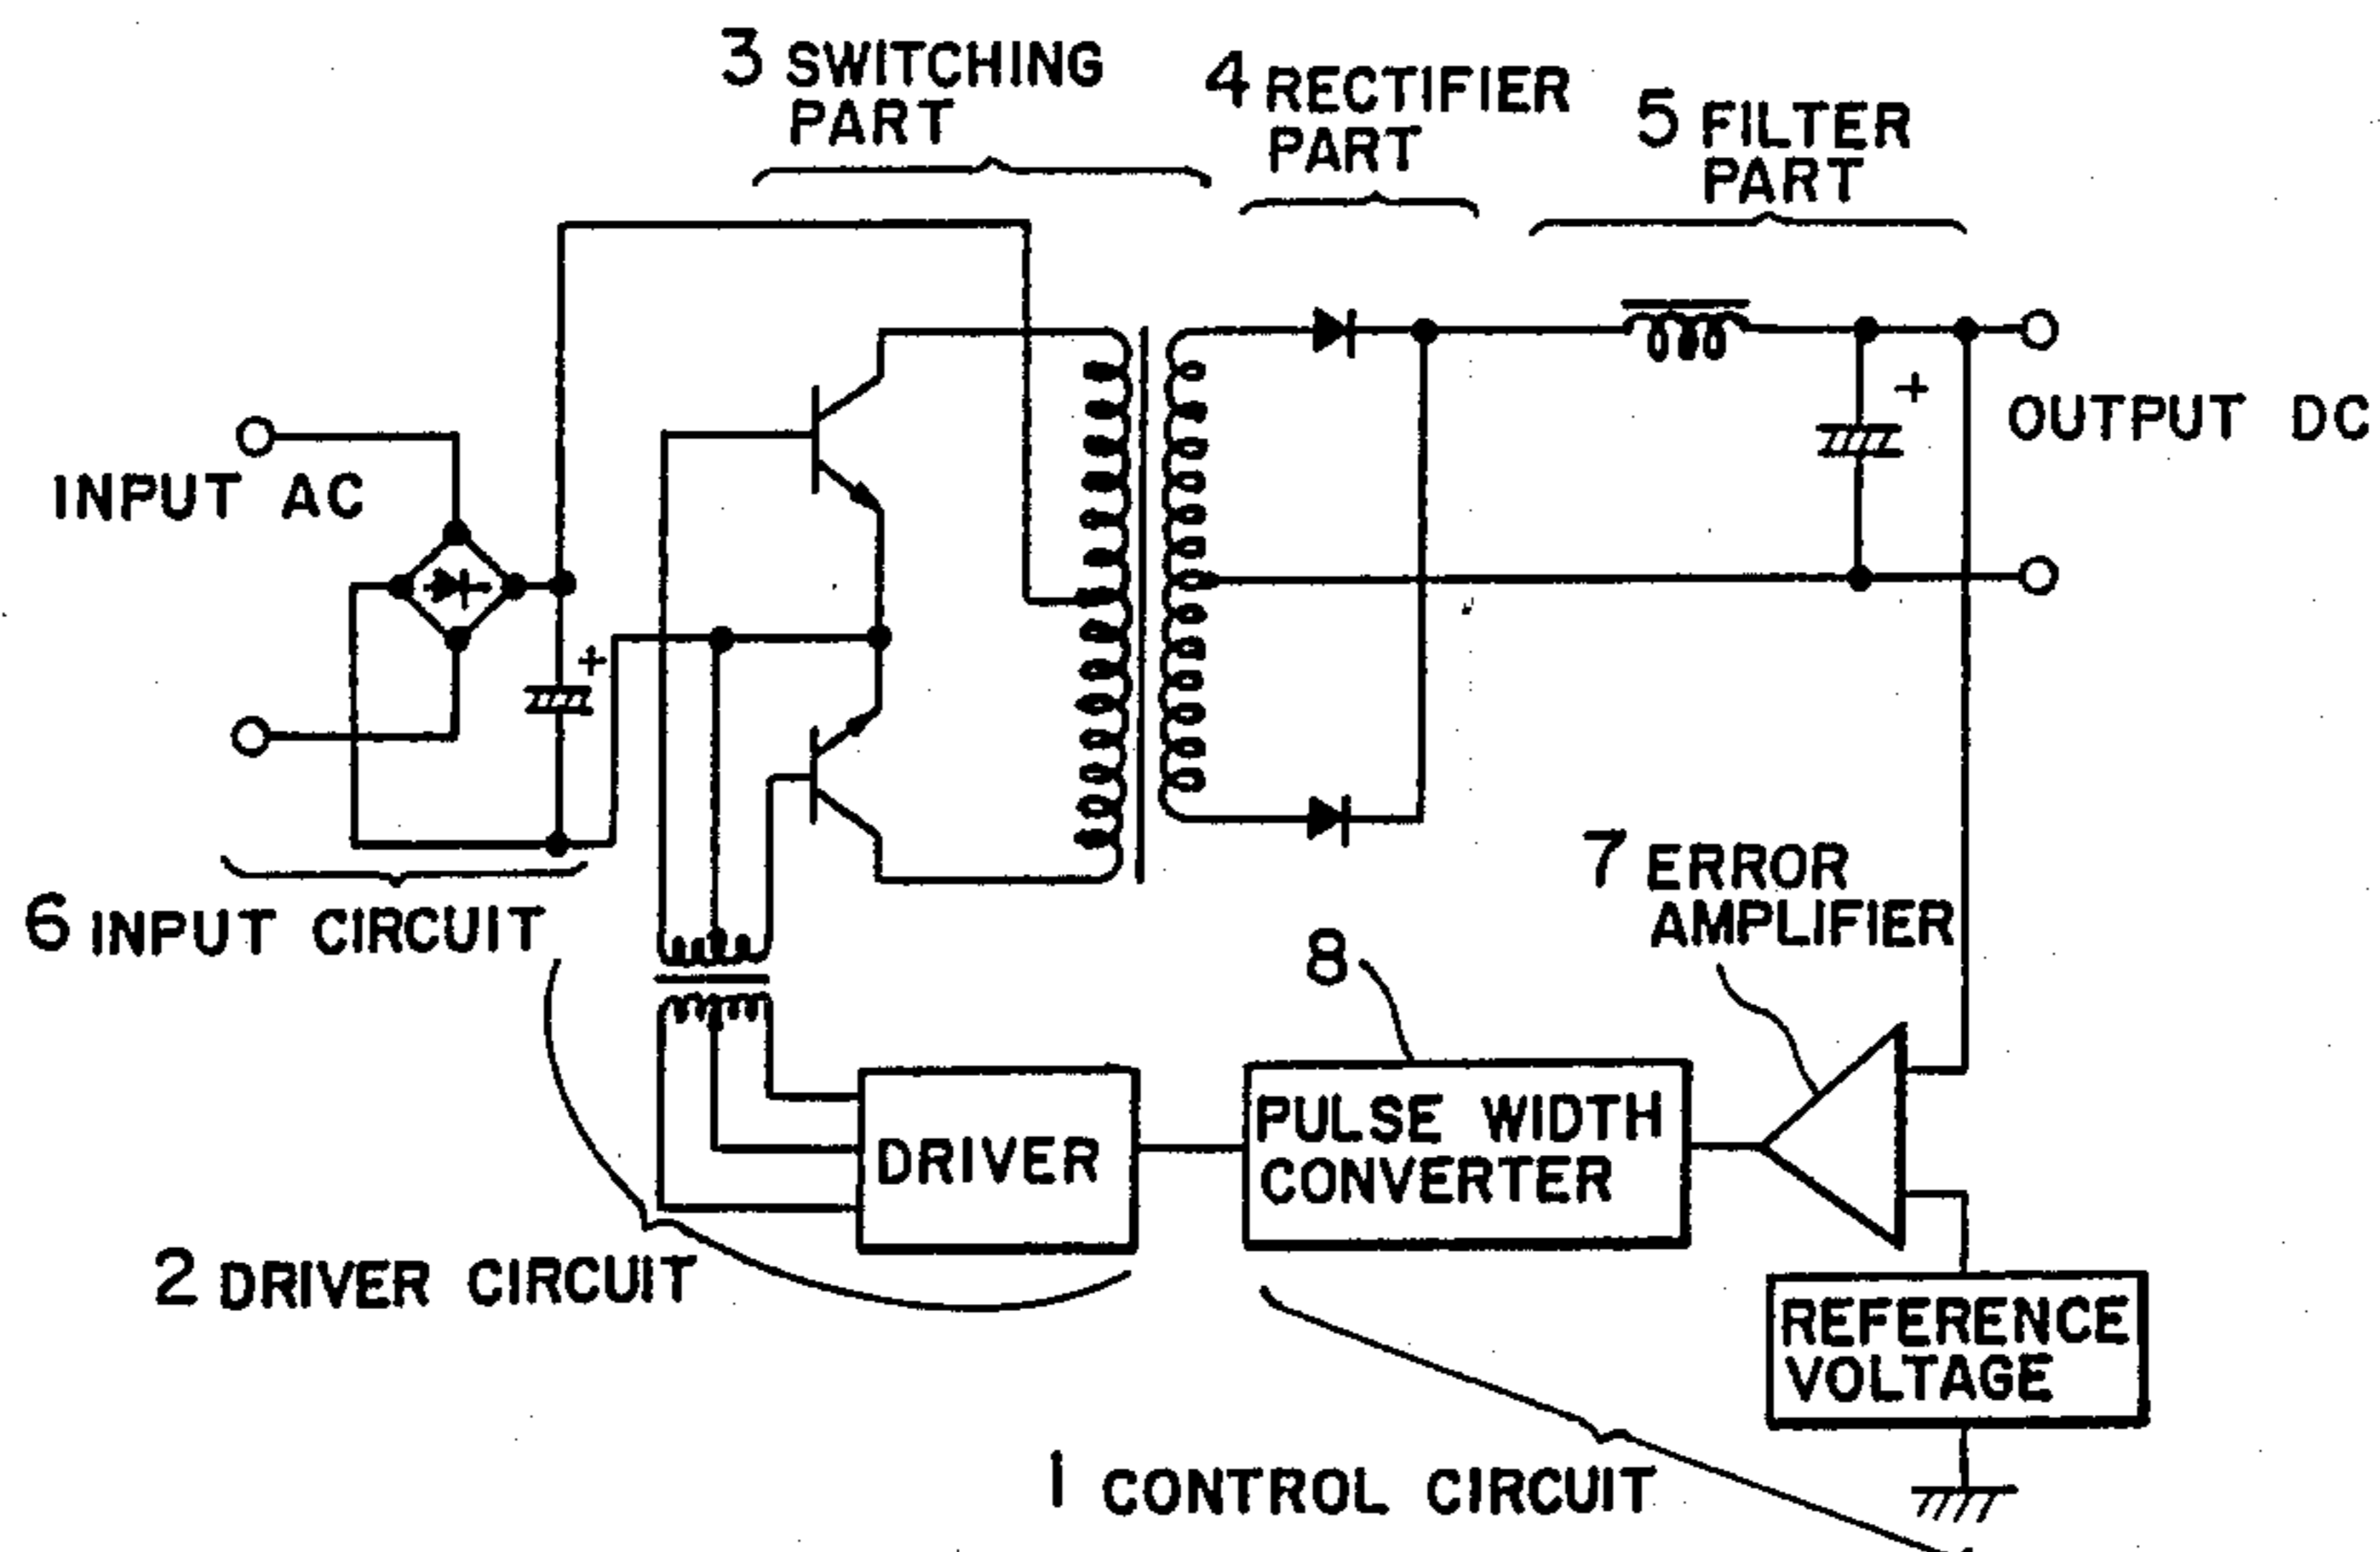 3 SWITCHING
PART
4 RECTIFIER
PART
5 FILTER
PART
INPUT AC
+
+
OUTPUT DC
6 INPUT CIRCUIT
7 ERROR
AMPLIFIER
8
DRIVER
PULSE WIDTH
CONVERTER
2 DRIVER CIRCUIT
REFERENCE
VOLTAGE
1 CONTROL CIRCUIT